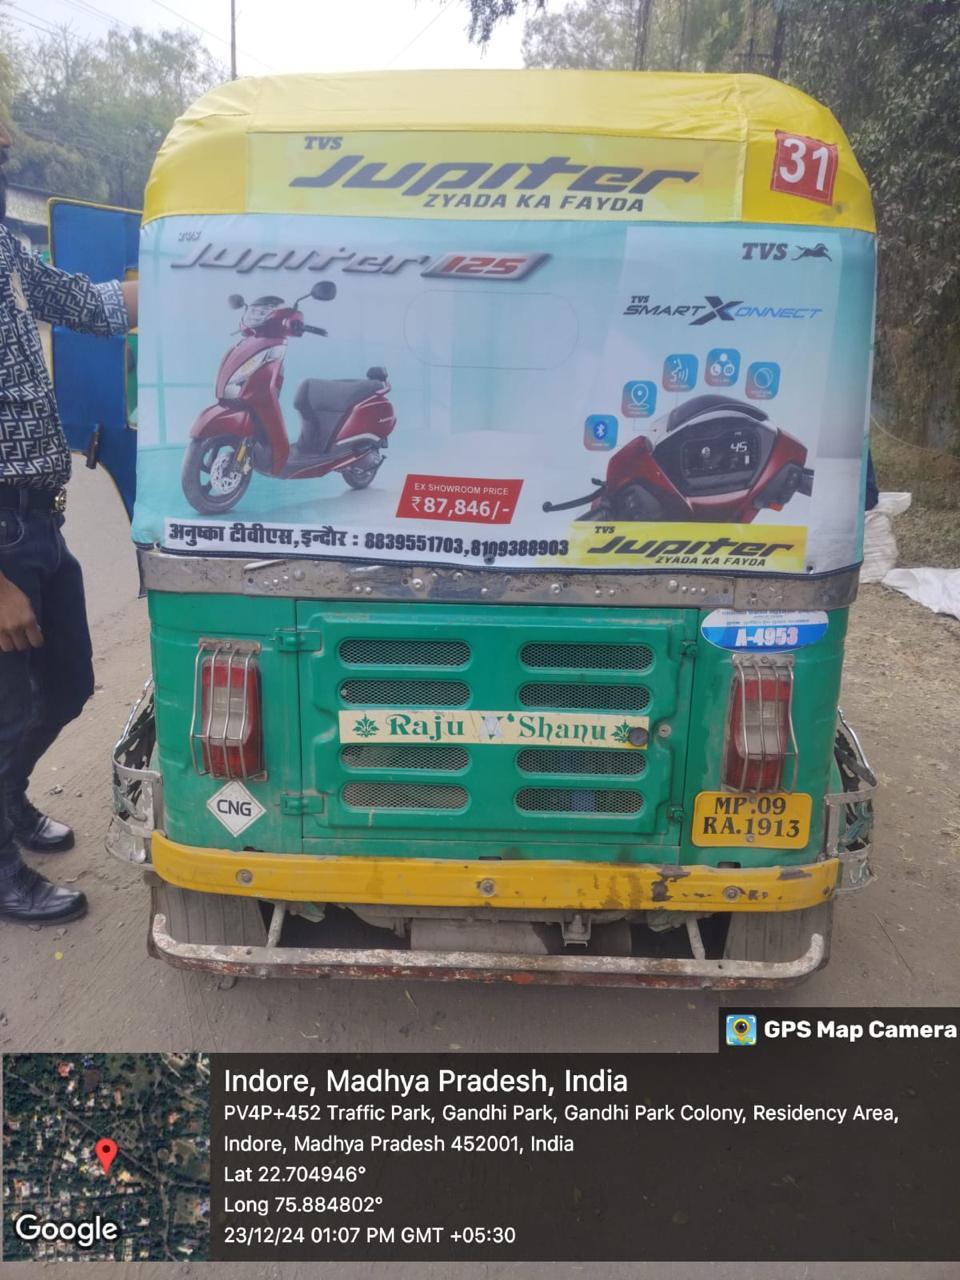 TVS
Jupiter
ZYADA KA FAYDA
31
TVS
Jupiter 125
TVS
TVS
SMARTXONNECT
45
EX SHOWROOM PRICE
₹87,846/-
अनुष्का टीवीएस, इन्दौर : 8839551703,8109388903
TVS
Jupiter
ZYADA KA FAYDA
A-4953
Raju Shanu
CNG
MP.09
RA.1913
GPS Map Camera
Indore, Madhya Pradesh, India
PV4P+452 Traffic Park, Gandhi Park, Gandhi Park Colony, Residency Area,
Indore, Madhya Pradesh 452001, India
Lat 22.704946°
Long 75.884802°
23/12/24 01:07 PM GMT +05:30
Google